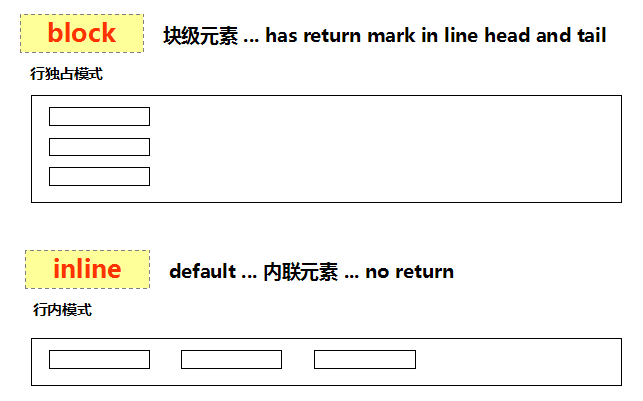 block 块级元素 ... has return mark in line head and tail
行独占模式
inline default ... 内联元素 ... no return
行内模式